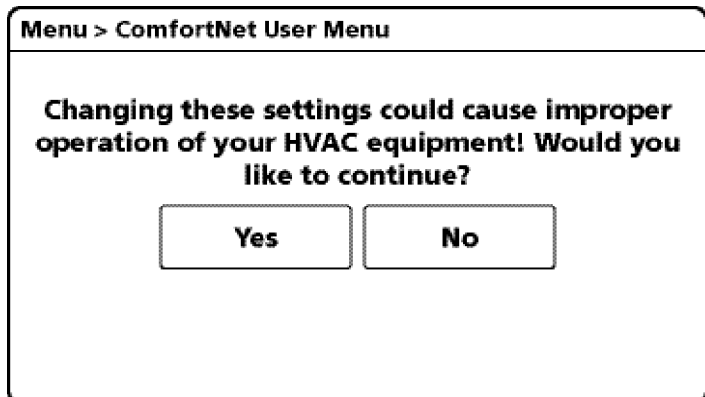 Menu > ComfortNet User Menu
Changing these settings could cause improper
operation of your HVAC equipment! Would you
like to continue?
Yes No